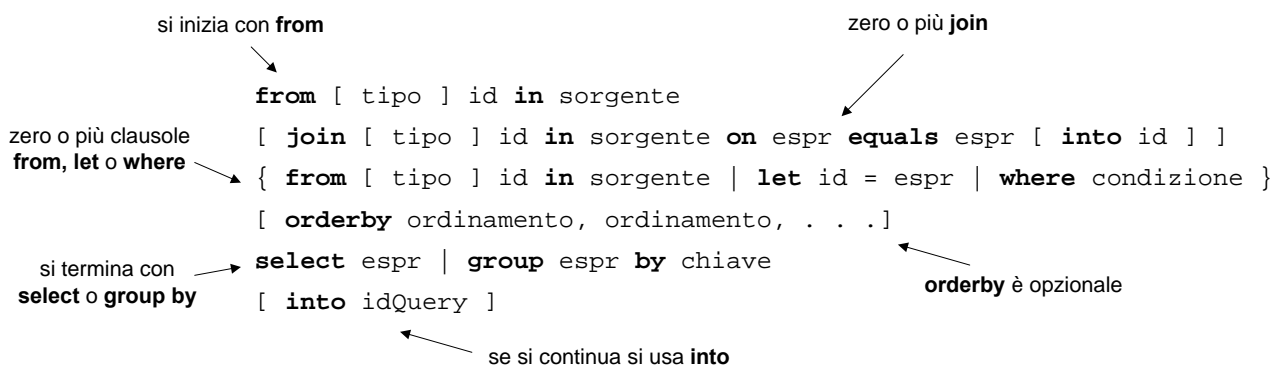 si inizia con from
zero o più join
from [ tipo ] id in sorgente
[ join [ tipo ] id in sorgente on espr equals espr [ into id ] ]
zero o più clausole
from, let o where
{ from [ tipo ] id in sorgente | let id = espr | where condizione }
[ orderby ordinamento, ordinamento, . . .]
si termina con
select o group by
select espr | group espr by chiave
orderby è opzionale
[ into idQuery ]
se si continua si usa into